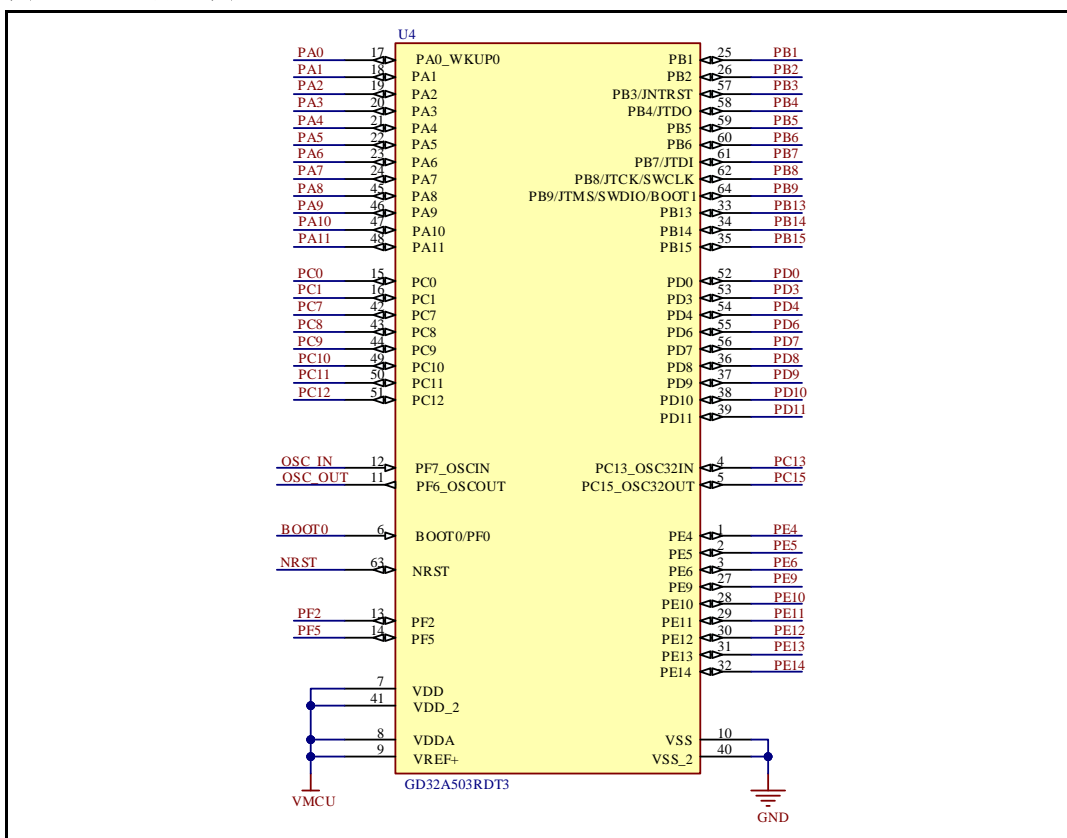 U4
PA0 17 PA0_WKUP0 PB1 25 PB1
PA1 18 PA1 PB2 26 PB2
PA2 19 PA2 PB3/JNTRST 57 PB3
PA3 20 PA3 PB4/JTDO 58 PB4
PA4 21 PA4 PB5 59 PB5
PA5 22 PA5 PB6 60 PB6
PA6 23 PA6 PB7/JTDI 61 PB7
PA7 24 PA7 PB8/JTCK/SWCLK 62 PB8
PA8 45 PA8 PB9/JTMS/SWDIO/BOOT1 64 PB9
PA9 46 PA9 PB13 33 PB13
PA10 47 PA10 PB14 34 PB14
PA11 48 PA11 PB15 35 PB15
PC0 15 PC0 PD0 52 PD0
PC1 16 PC1 PD3 53 PD3
PC7 42 PC7 PD4 54 PD4
PC8 43 PC8 PD6 55 PD6
PC9 44 PC9 PD7 56 PD7
PC10 49 PC10 PD8 36 PD8
PC11 50 PC11 PD9 37 PD9
PC12 51 PC12 PD10 38 PD10
PD11 39 PD11
OSC_IN 12 PF7_OSCIN PC13_OSC32IN 4 PC13
OSC_OUT 11 PF6_OSCOUT PC15_OSC32OUT 5 PC15
BOOT0 6 BOOT0/PF0 PE4 1 PE4
PE5 2 PE5
NRST 63 NRST PE6 3 PE6
PE9 27 PE9
PE10 28 PE10
PF2 13 PF2 PE11 29 PE11
PF5 14 PF5 PE12 30 PE12
PE13 31 PE13
PE14 32 PE14
7 VDD
41 VDD_2
8 VDDA VSS 10
9 VREF+ VSS_2 40
GD32A503RDT3
VMCU
GND